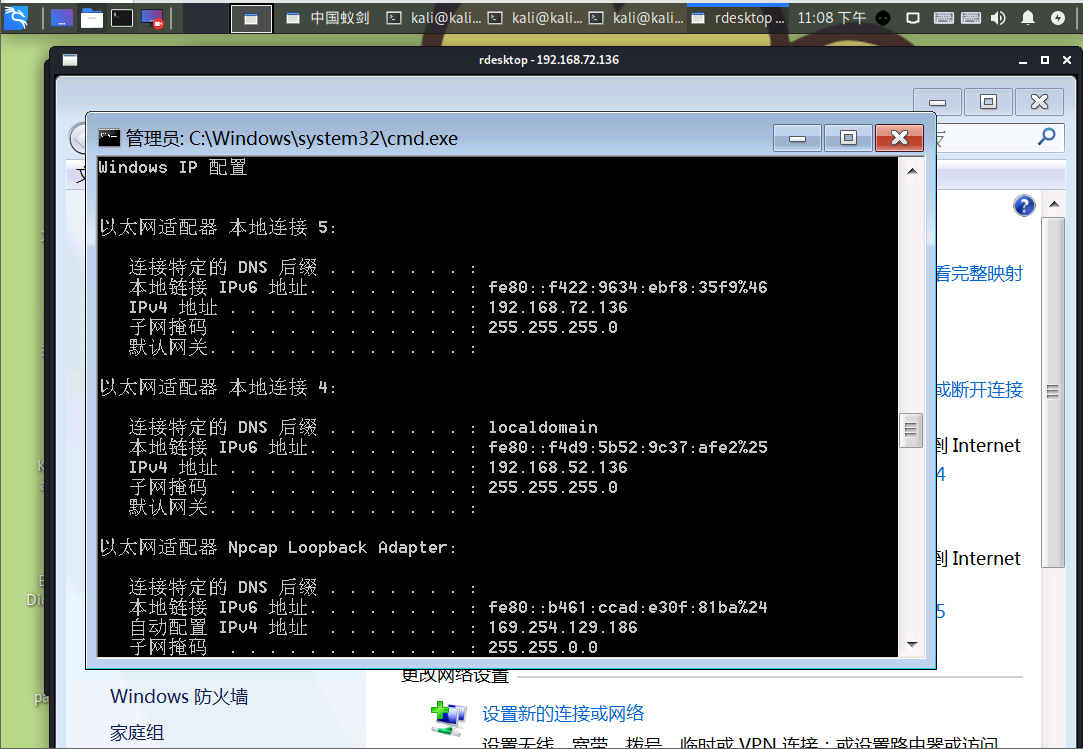 中国蚁剑
kali@kali...
kali@kali...
kali@kali...
rdesktop ...
11:08 下午
rdesktop - 192.168.72.136
管理员: C:\Windows\system32\cmd.exe
Windows IP 配置
以太网适配器 本地连接 5:
连接特定的 DNS 后缀 . . . . . . . :
本地链接 IPv6 地址. . . . . . . . : fe80::f422:9634:ebf8:35f9%46
IPv4 地址 . . . . . . . . . . . . : 192.168.72.136
子网掩码 . . . . . . . . . . . . : 255.255.255.0
默认网关. . . . . . . . . . . . . :
以太网适配器 本地连接 4:
连接特定的 DNS 后缀 . . . . . . . : localdomain
本地链接 IPv6 地址. . . . . . . . : fe80::f4d9:5b52:9c37:afe2%25
IPv4 地址 . . . . . . . . . . . . : 192.168.52.136
子网掩码 . . . . . . . . . . . . : 255.255.255.0
默认网关. . . . . . . . . . . . . :
以太网适配器 Npcap Loopback Adapter:
连接特定的 DNS 后缀 . . . . . . . :
本地链接 IPv6 地址. . . . . . . . : fe80::b461:ccad:e30f:81ba%24
自动配置 IPv4 地址 . . . . . . . : 169.254.129.186
子网掩码 . . . . . . . . . . . . : 255.255.0.0
看完整映射
或断开连接
到 Internet
4
到 Internet
5
更改网络设置
Windows 防火墙
设置新的连接或网络
家庭组
设置无线、宽带、拨号、临时或 VPN 连接；或设置路由器或访问